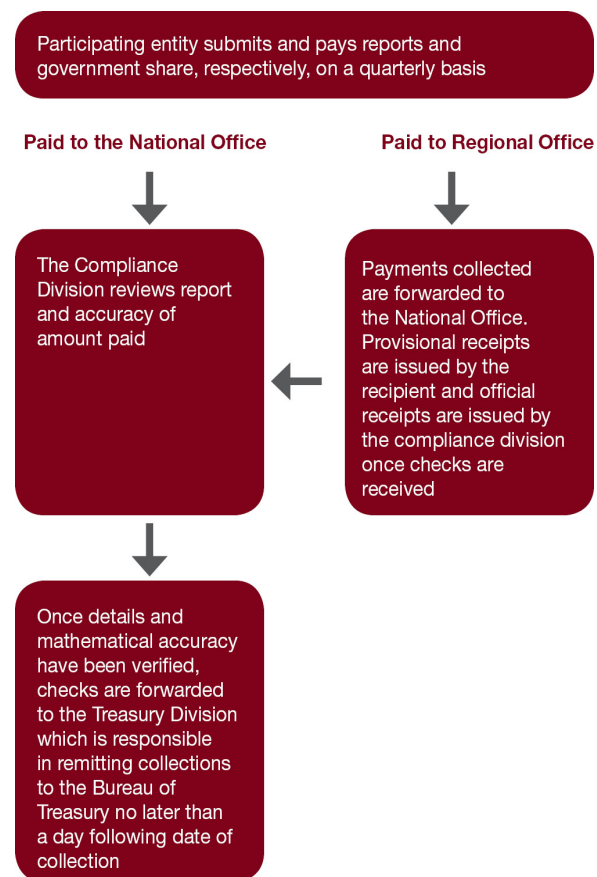 Participating entity submits and pays reports and
government share, respectively, on a quarterly basis
Paid to the National Office
Paid to Regional Office
The Compliance
Division reviews report
and accuracy of
amount paid
Payments collected
are forwarded to
the National Office.
Provisional receipts
are issued by the
recipient and official
receipts are issued by
the compliance division
once checks are
received
Once details and
mathematical accuracy
have been verified,
checks are forwarded
to the Treasury Division
which is responsible
in remitting collections
to the Bureau of
Treasury no later than
a day following date of
collection